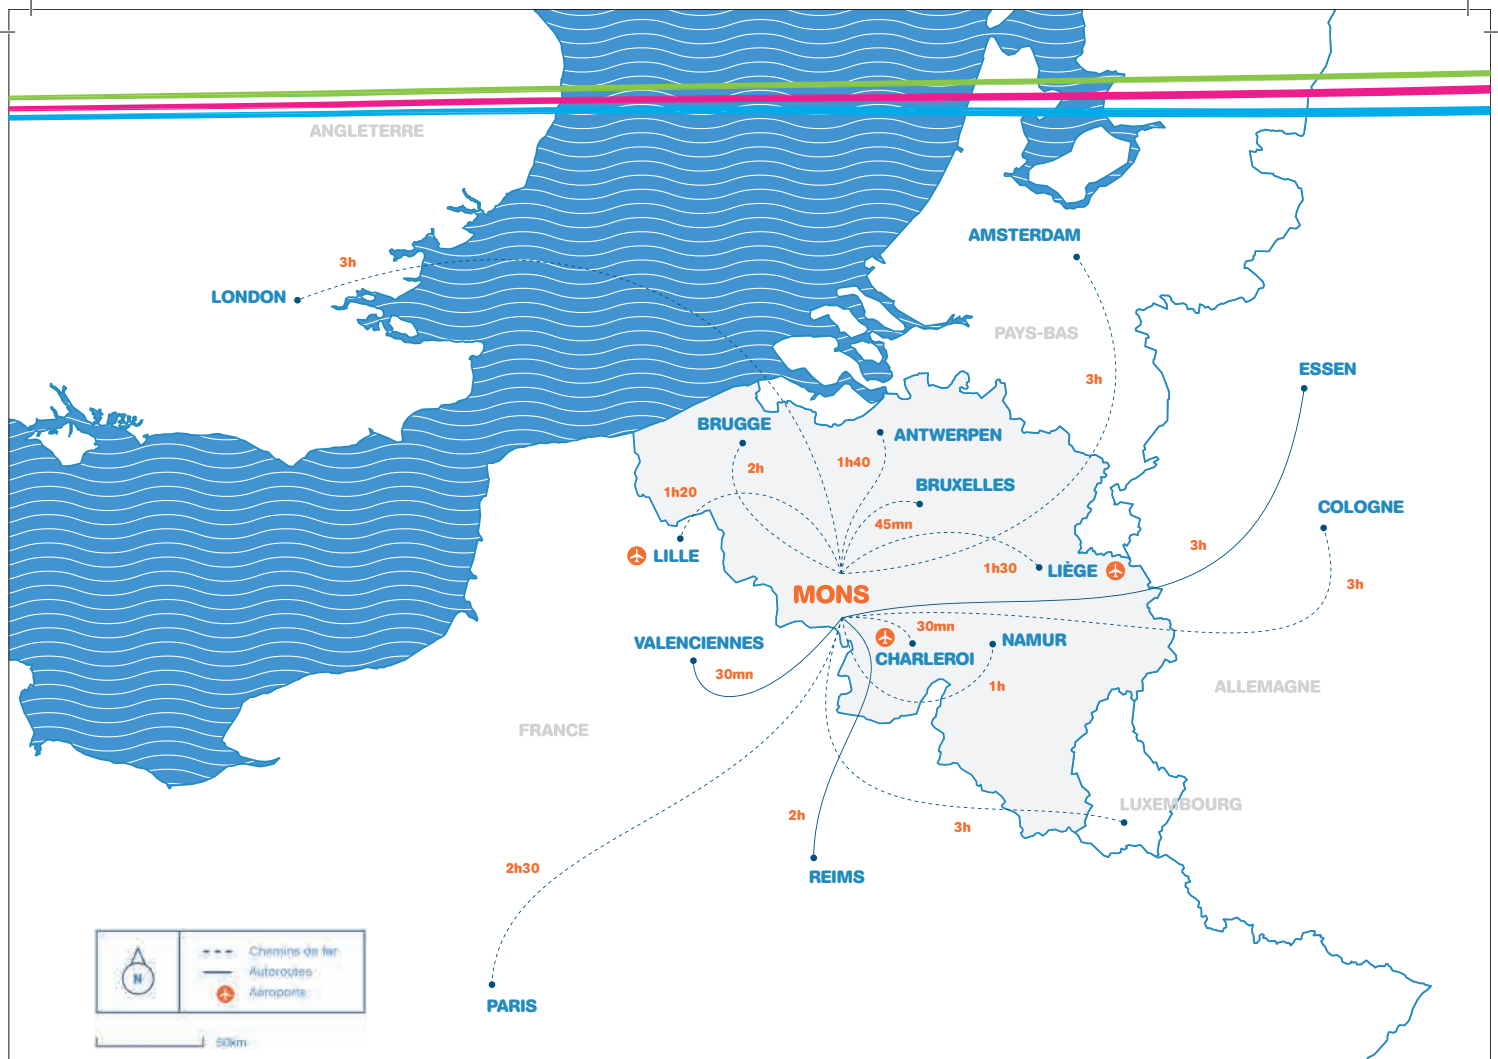 ANGLETERRE
AMSTERDAM
3h
LONDON
PAYS-BAS
ESSEN
3h
BRUGGE
ANTWERPEN
2h
1h40
1h20
BRUXELLES
COLOGNE
45mn
3h
LILLE
1h30
LIÈGE
3h
MONS
30mn
VALENCIENNES
NAMUR
CHARLEROI
30mn
1h
ALLEMAGNE
FRANCE
LUXEMBOURG
2h
3h
2h30
REIMS
Chemins de fer
Autoroutes
N
Aéroports
PARIS
50km